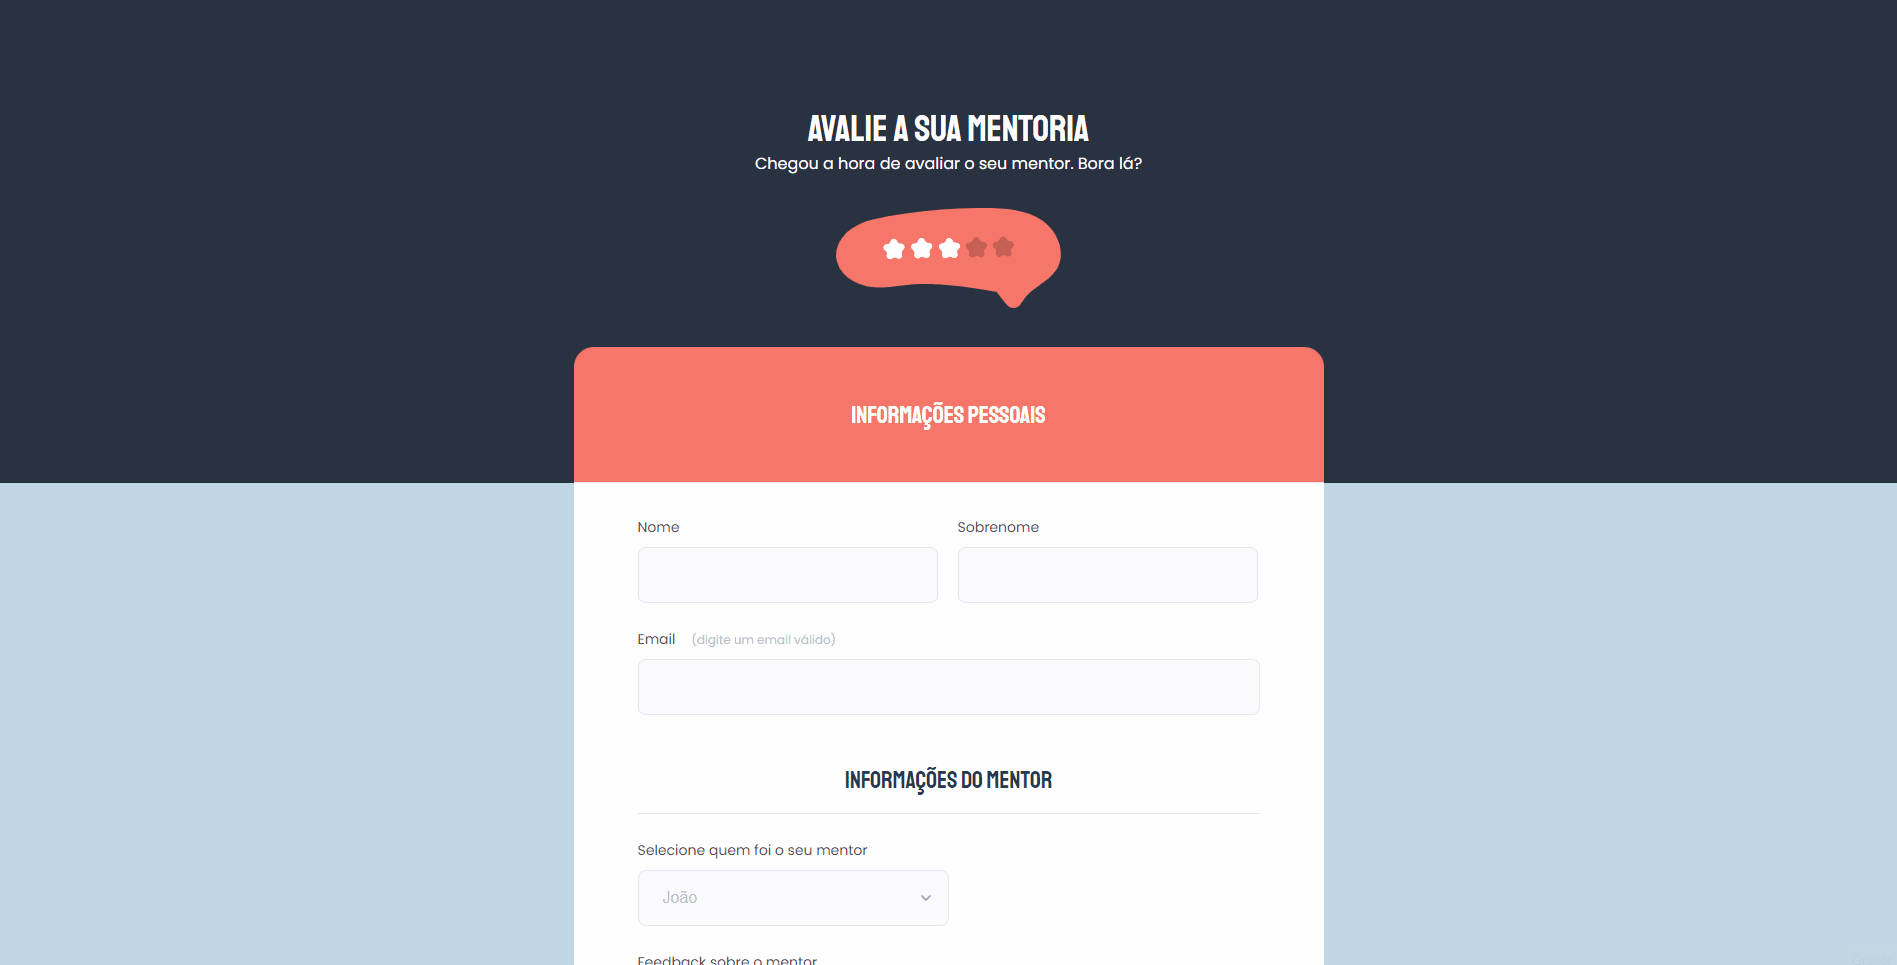 AVALIE A SUA MENTORIA
Chegou a hora de avaliar o seu mentor. Bora lá?
INFORMAÇÕES PESSOAIS
Nome Sobrenome
Email (digite um email válido)
INFORMAÇÕES DO MENTOR
Selecione quem foi o seu mentor
João
Feedback sobre o mentor